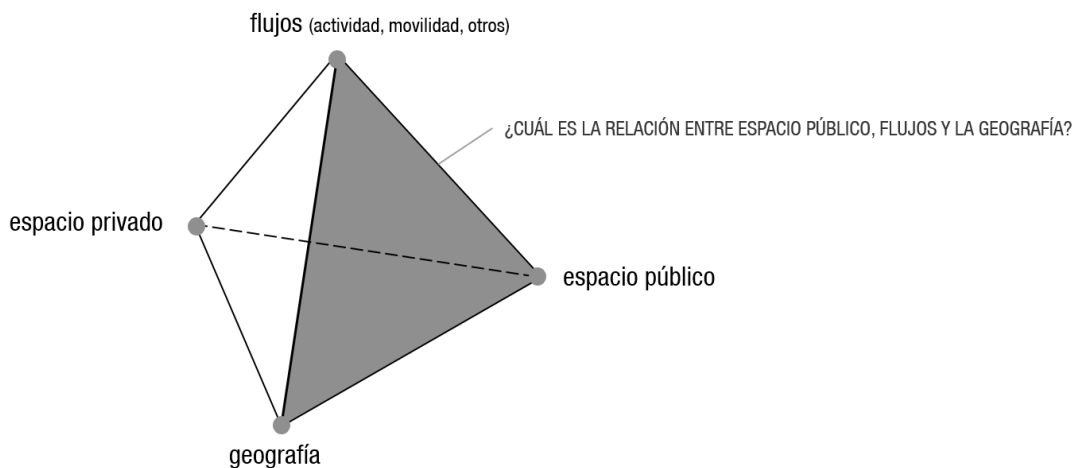 flujos (actividad, movilidad, otros)
¿CUÁL ES LA RELACIÓN ENTRE ESPACIO PÚBLICO, FLUJOS Y LA GEOGRAFÍA?
espacio privado
espacio público
geografía